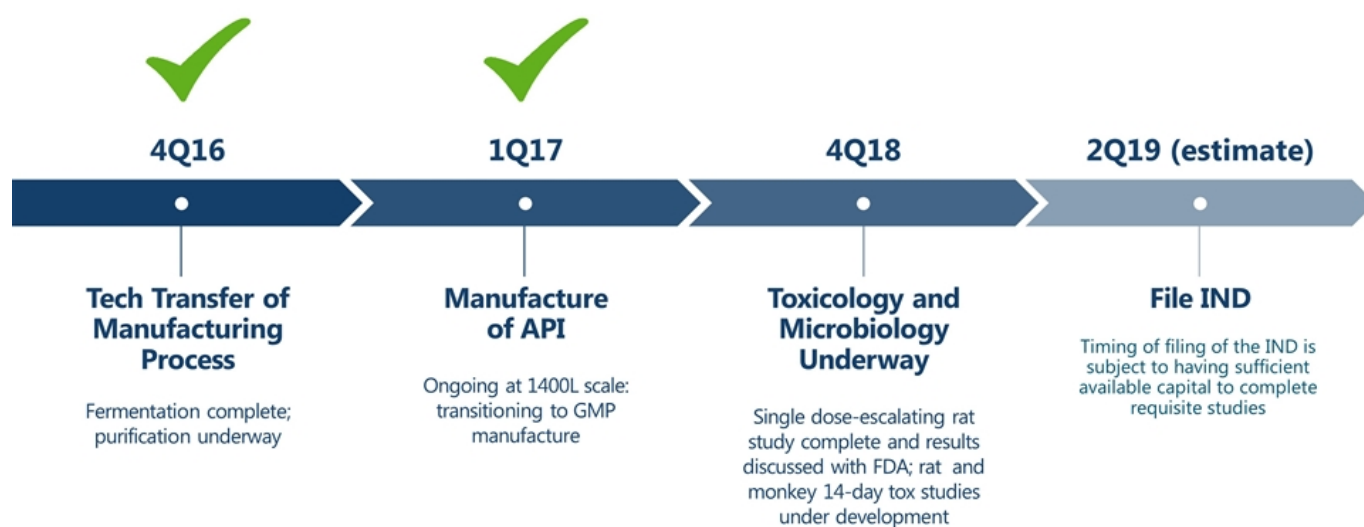 4Q16
1Q17
4Q18
2Q19 (estimate)
Tech Transfer of
Manufacturing
Process
Fermentation complete;
purification underway
Manufacture
of API
Ongoing at 1400L scale:
transitioning to GMP
manufacture
Toxicology and
Microbiology
Underway
Single dose-escalating rat
study complete and results
discussed with FDA; rat and
monkey 14-day tox studies
under development
File IND
Timing of filing of the IND is
subject to having sufficient
available capital to complete
requisite studies